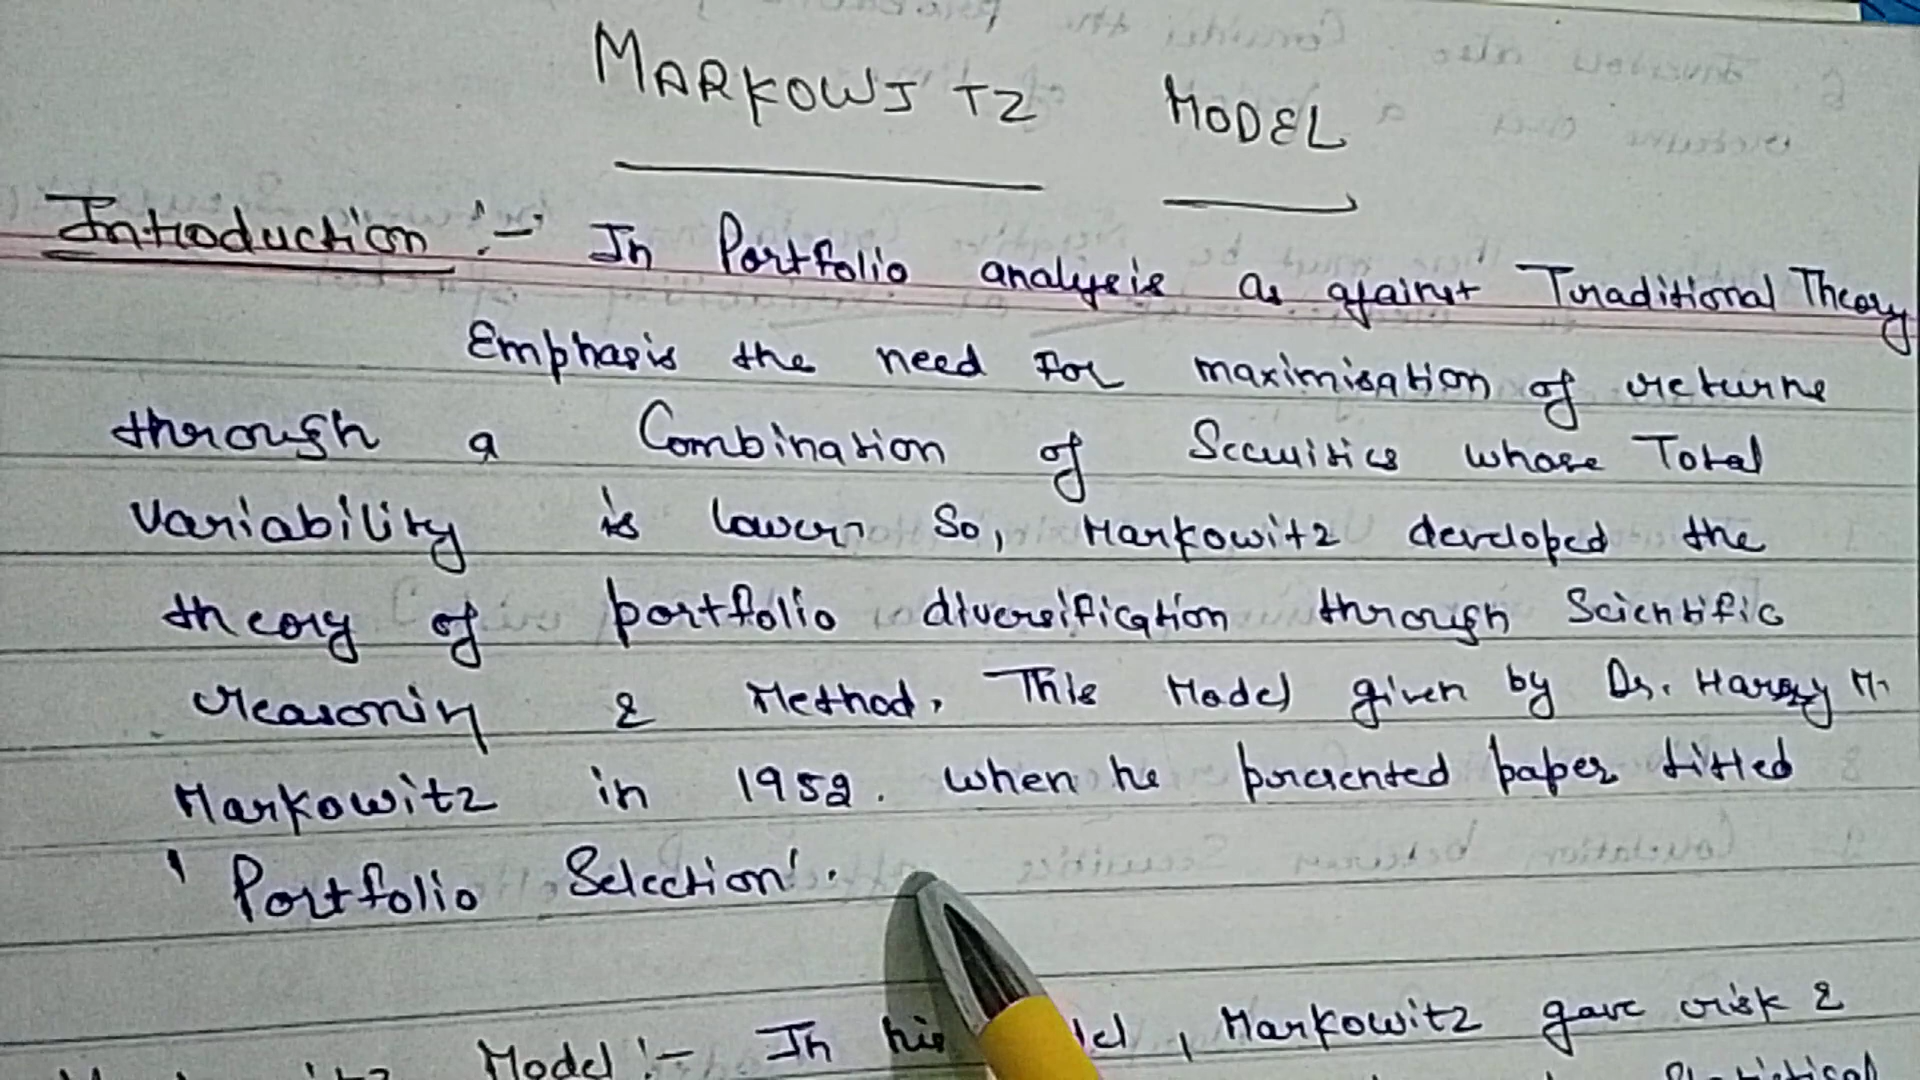 MARKOWITZ MODEL
Introduction :- In Portfolio analysis as against Traditional Theory
Emphasis the need For maximisation of returns
through a Combination of Securities whose Total
variability is lower. So, Markowitz developed the
theory of portfolio diversification through Scientific
reasoning & Method. This Model given by Dr. Harry M.
Markowitz in 1952. when he presented paper titled
'Portfolio Selection'.
Model :- In his , Markowitz gave risk &
Statistical